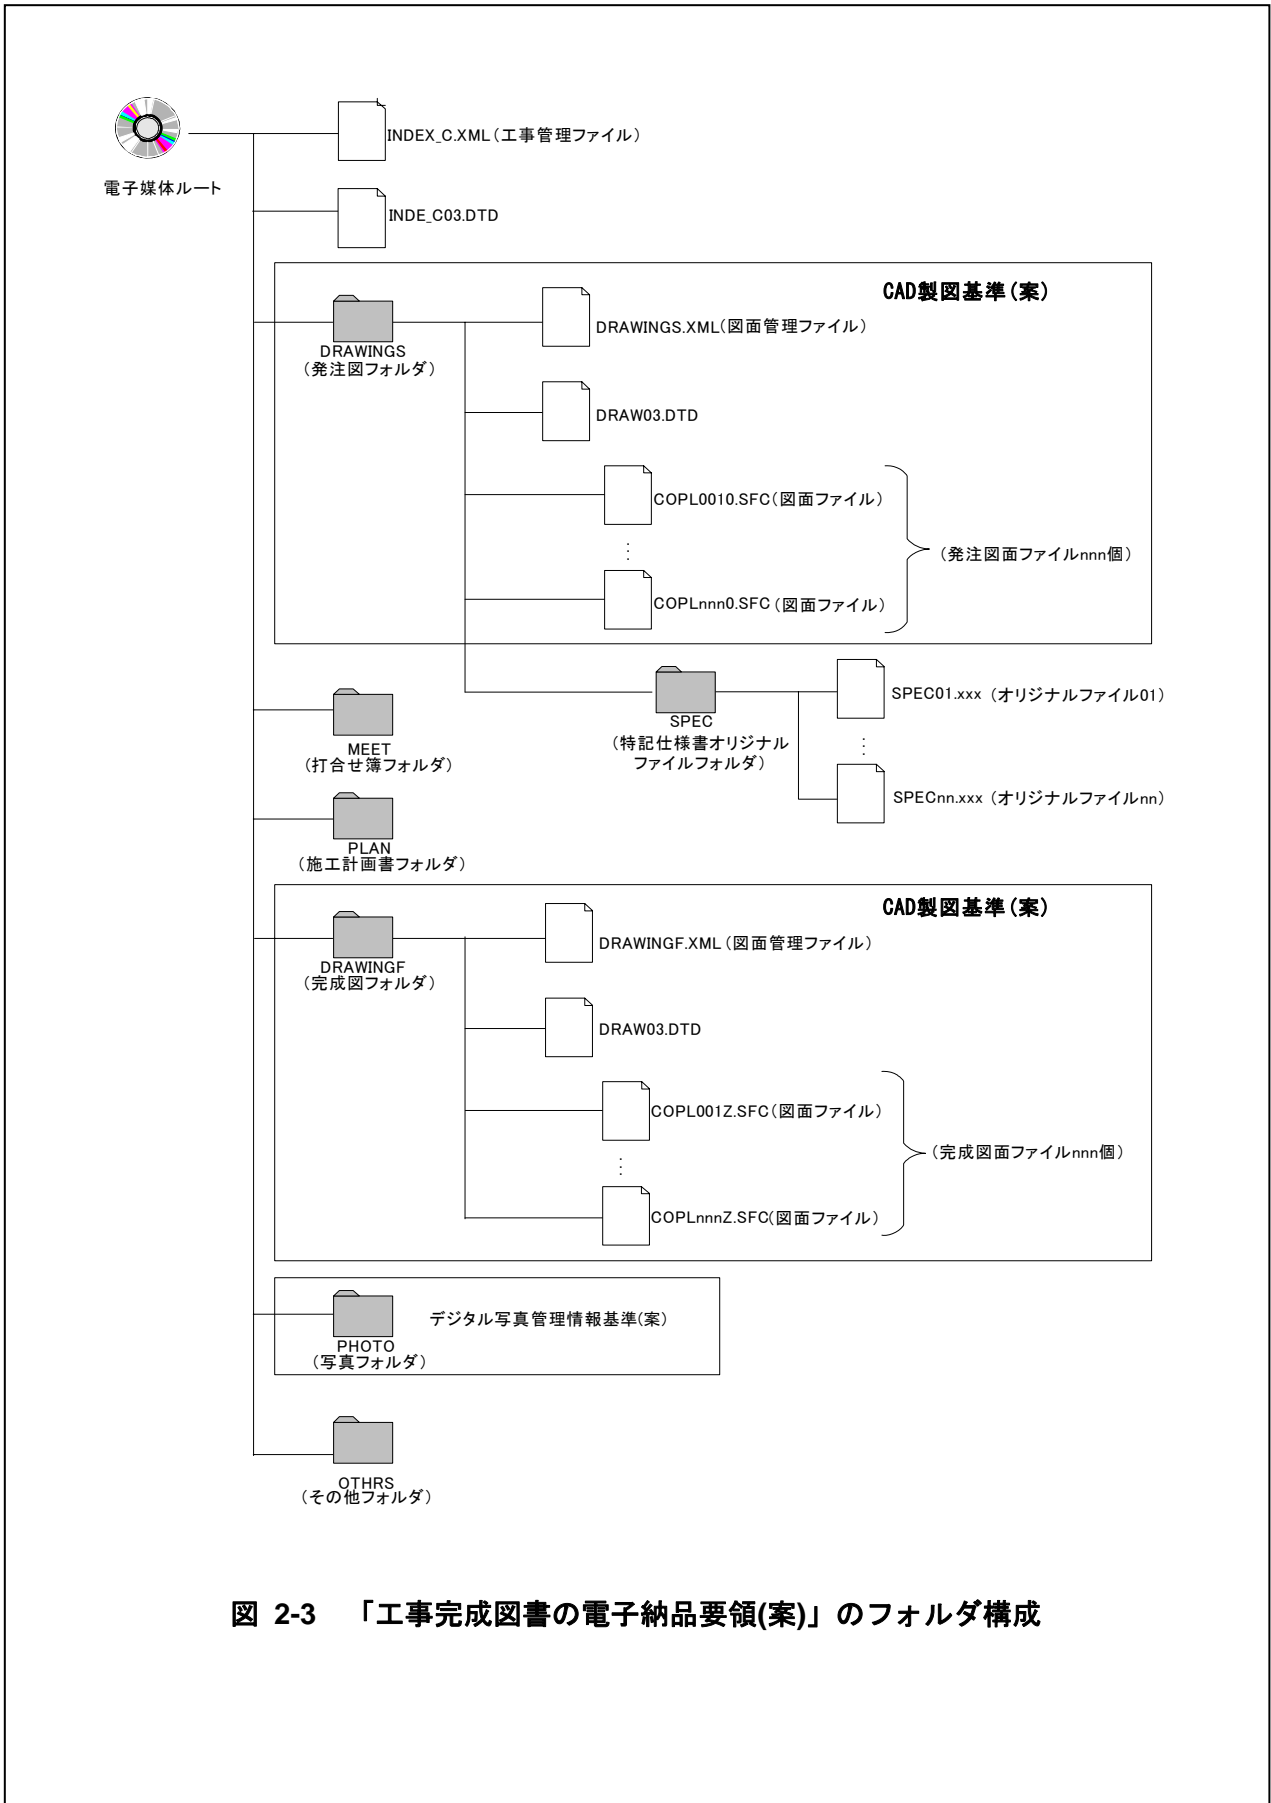 電子媒体ルート
INDEX_C.XML(工事管理ファイル)
INDE_C03.DTD
CAD製図基準(案)
DRAWINGS
(発注図フォルダ)
DRAWINGS.XML(図面管理ファイル)
DRAW03.DTD
COPL0010.SFC(図面ファイル)
⋮
COPLnnn0.SFC(図面ファイル)
(発注図面ファイルnnn個)
SPEC
(特記仕様書オリジナル
ファイルフォルダ)
SPEC01.xxx (オリジナルファイル01)
⋮
SPECnn.xxx (オリジナルファイルnn)
MEET
(打合せ簿フォルダ)
PLAN
(施工計画書フォルダ)
CAD製図基準(案)
DRAWINGF
(完成図フォルダ)
DRAWINGF.XML(図面管理ファイル)
DRAW03.DTD
COPL001Z.SFC(図面ファイル)
⋮
COPLnnnZ.SFC(図面ファイル)
(完成図面ファイルnnn個)
PHOTO
(写真フォルダ)
デジタル写真管理情報基準(案)
OTHRS
(その他フォルダ)
図 2-3 「工事完成図書の電子納品要領(案)」のフォルダ構成